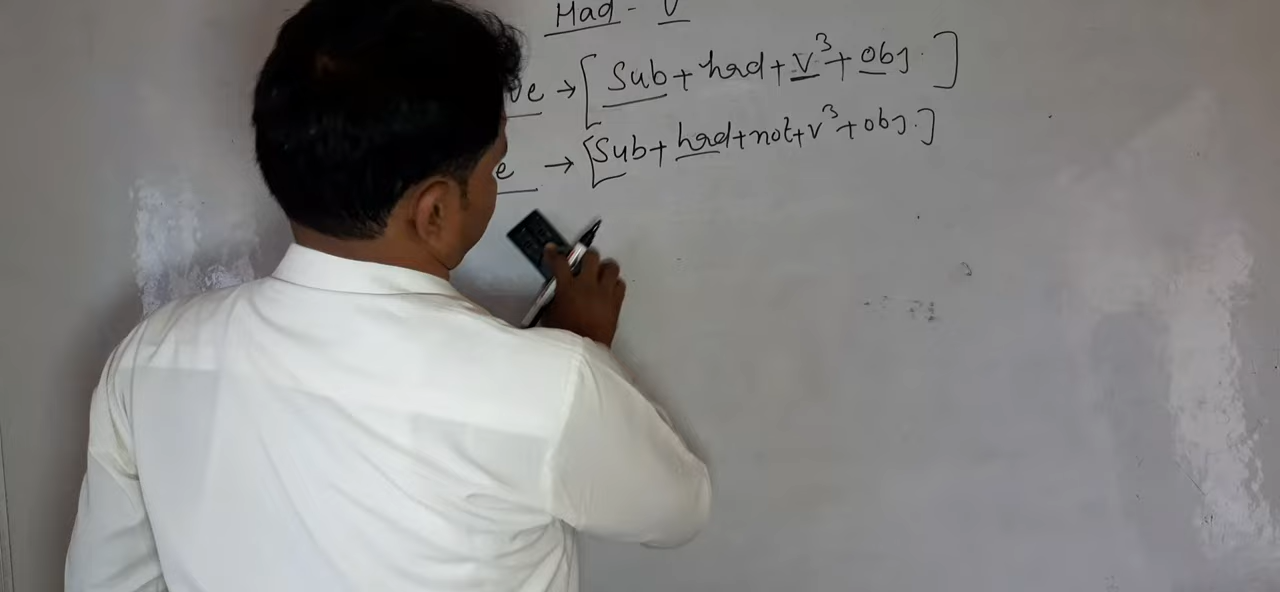 Had - V
ve → [Sub + had + V³ + Obj.]
e → [Sub + had + not + V³ + obj.]